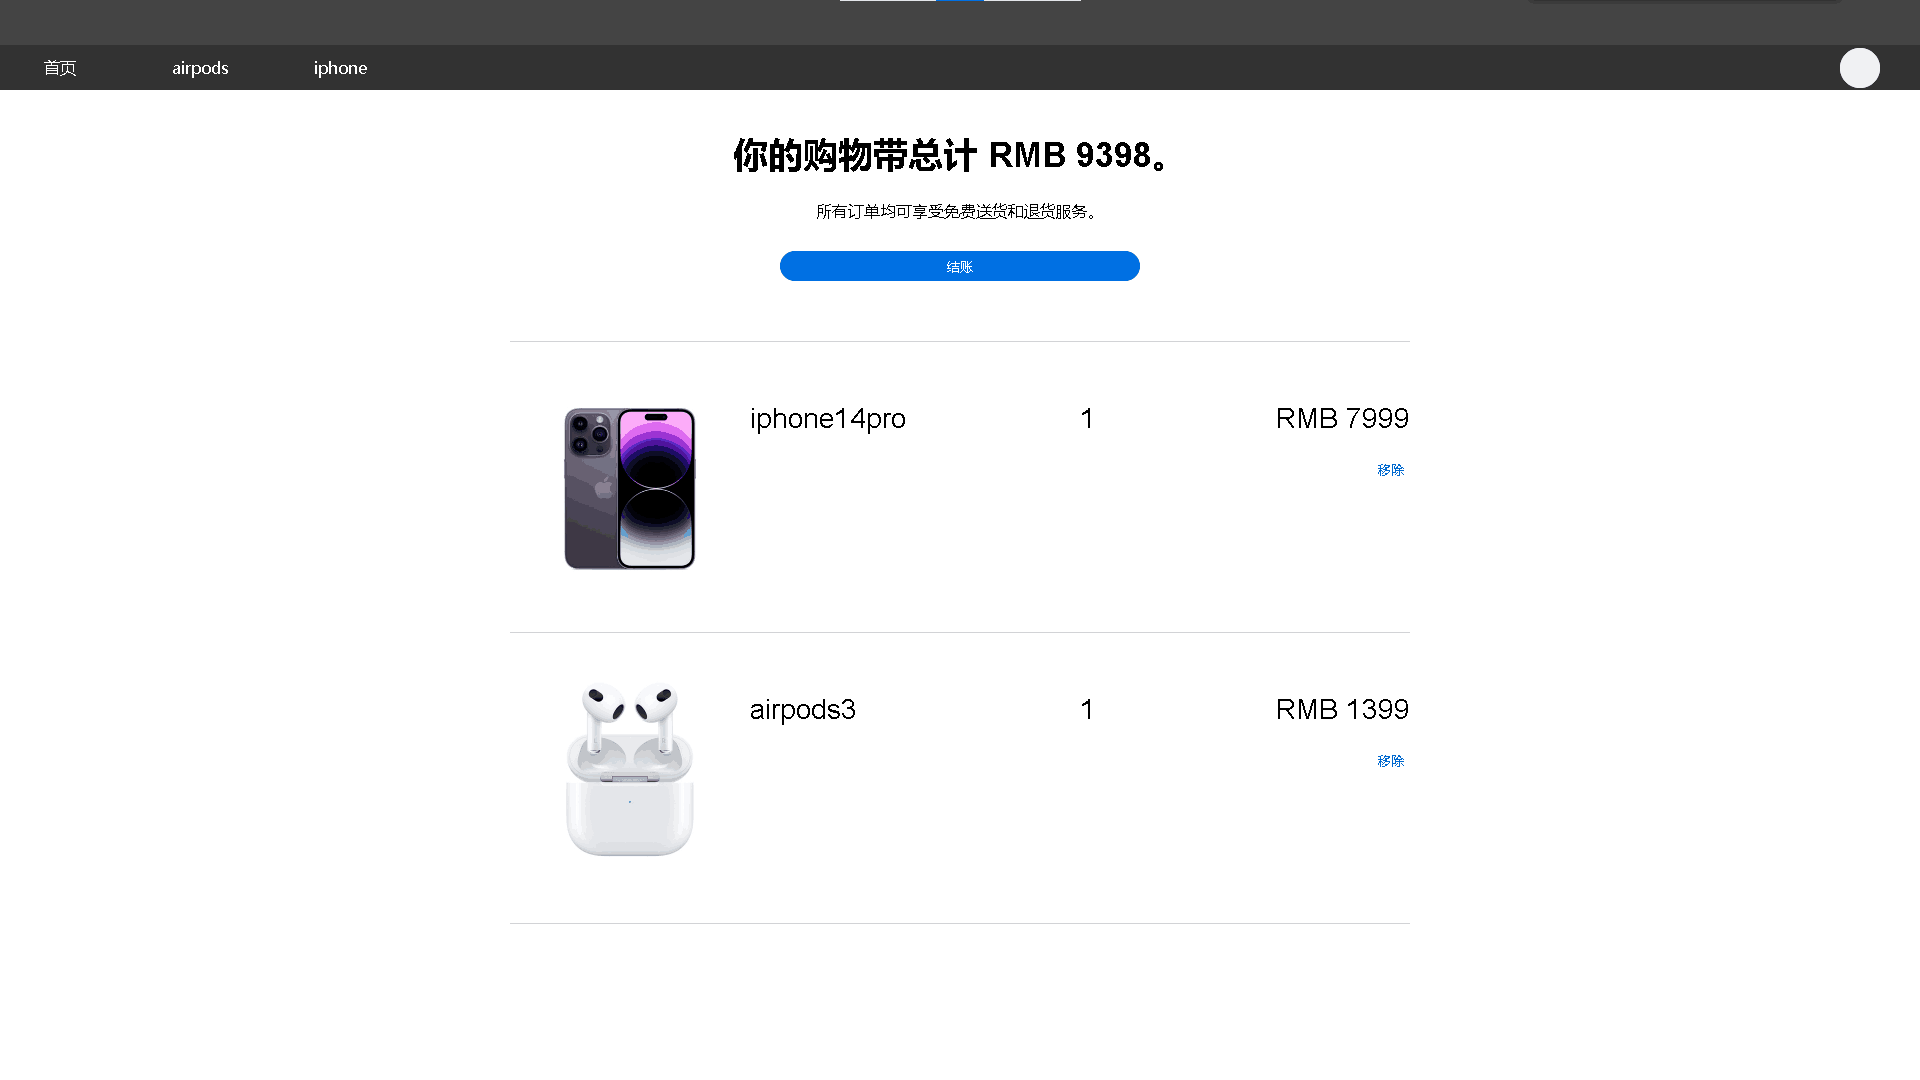 首页 airpods iphone
你的购物带总计 RMB 9398。
所有订单均可享受免费送货和退货服务。
结账
iphone14pro 1 RMB 7999
移除
airpods3 1 RMB 1399
移除